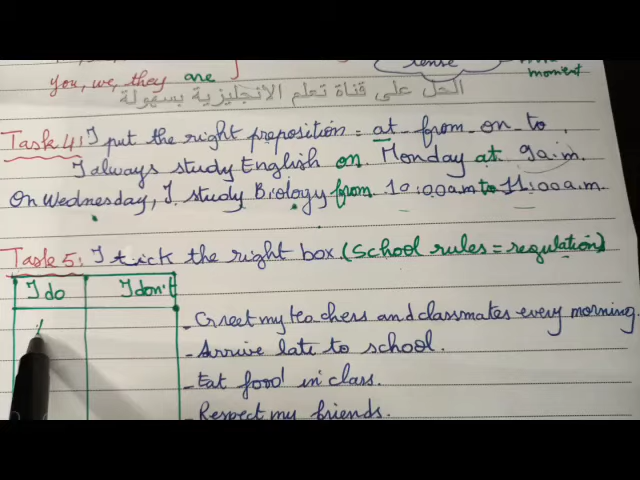 you, we, they are
tense
moment
الحل على قناة تعلم الانجليزية بسهولة
Task 4: I put the right preposition = at - from - on - to.
I always study English on Monday at 9a.m.
On Wednesday, I study Biology from 10:00a.m to 11:00a.m.
Task 5: I tick the right box (School rules = regulation)
I do I don't
- Greet my teachers and classmates every morning.
- Arrive late to school.
- Eat food in class.
- Respect my friends.